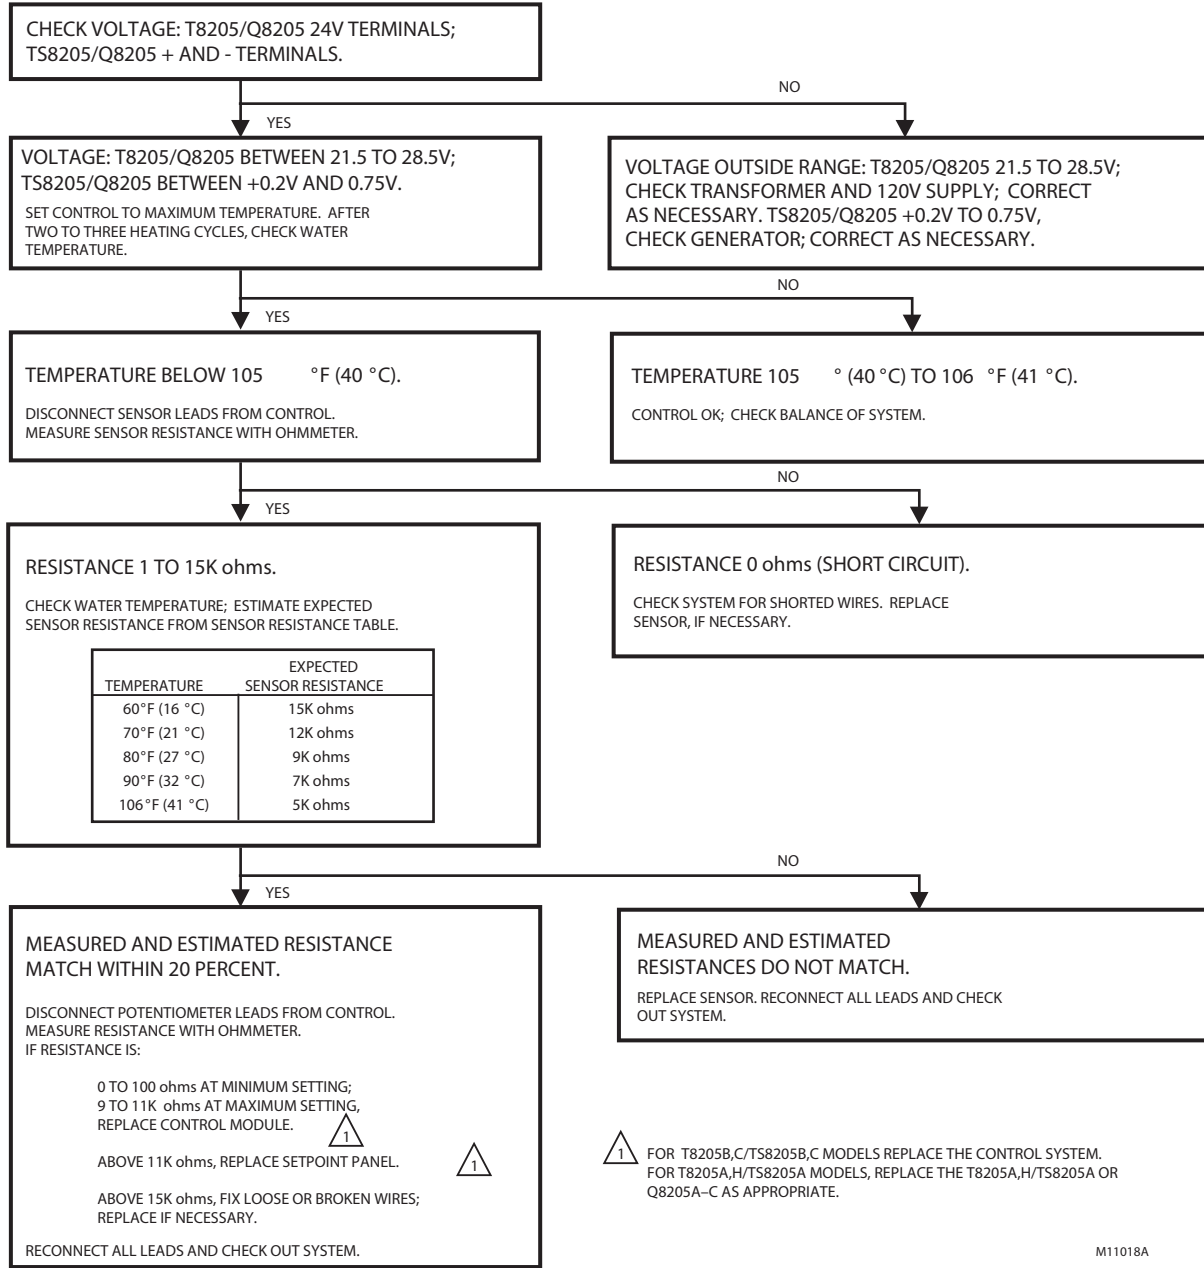 CHECK VOLTAGE: T8205/Q8205 24V TERMINALS;
TS8205/Q8205 + AND - TERMINALS.
NO
YES
VOLTAGE: T8205/Q8205 BETWEEN 21.5 TO 28.5V;
TS8205/Q8205 BETWEEN +0.2V AND 0.75V.
SET CONTROL TO MAXIMUM TEMPERATURE. AFTER
TWO TO THREE HEATING CYCLES, CHECK WATER
TEMPERATURE.
VOLTAGE OUTSIDE RANGE: T8205/Q8205 21.5 TO 28.5V;
CHECK TRANSFORMER AND 120V SUPPLY; CORRECT
AS NECESSARY. TS8205/Q8205 +0.2V TO 0.75V,
CHECK GENERATOR; CORRECT AS NECESSARY.
NO
YES
TEMPERATURE BELOW 105 °F (40 °C).
DISCONNECT SENSOR LEADS FROM CONTROL.
MEASURE SENSOR RESISTANCE WITH OHMMETER.
TEMPERATURE 105 ° (40 °C) TO 106 °F (41 °C).
CONTROL OK; CHECK BALANCE OF SYSTEM.
NO
YES
RESISTANCE 1 TO 15K ohms.
CHECK WATER TEMPERATURE; ESTIMATE EXPECTED
SENSOR RESISTANCE FROM SENSOR RESISTANCE TABLE.
EXPECTED
TEMPERATURE SENSOR RESISTANCE
60°F (16 °C) 15K ohms
70°F (21 °C) 12K ohms
80°F (27 °C) 9K ohms
90°F (32 °C) 7K ohms
106°F (41 °C) 5K ohms
RESISTANCE 0 ohms (SHORT CIRCUIT).
CHECK SYSTEM FOR SHORTED WIRES. REPLACE
SENSOR, IF NECESSARY.
NO
YES
MEASURED AND ESTIMATED RESISTANCE
MATCH WITHIN 20 PERCENT.
DISCONNECT POTENTIOMETER LEADS FROM CONTROL.
MEASURE RESISTANCE WITH OHMMETER.
IF RESISTANCE IS:
0 TO 100 ohms AT MINIMUM SETTING;
9 TO 11K ohms AT MAXIMUM SETTING,
REPLACE CONTROL MODULE. 1
ABOVE 11K ohms, REPLACE SETPOINT PANEL. 1
ABOVE 15K ohms, FIX LOOSE OR BROKEN WIRES;
REPLACE IF NECESSARY.
RECONNECT ALL LEADS AND CHECK OUT SYSTEM.
MEASURED AND ESTIMATED
RESISTANCES DO NOT MATCH.
REPLACE SENSOR. RECONNECT ALL LEADS AND CHECK
OUT SYSTEM.
1 FOR T8205B,C/TS8205B,C MODELS REPLACE THE CONTROL SYSTEM.
FOR T8205A,H/TS8205A MODELS, REPLACE THE T8205A,H/TS8205A OR
Q8205A–C AS APPROPRIATE.
M11018A